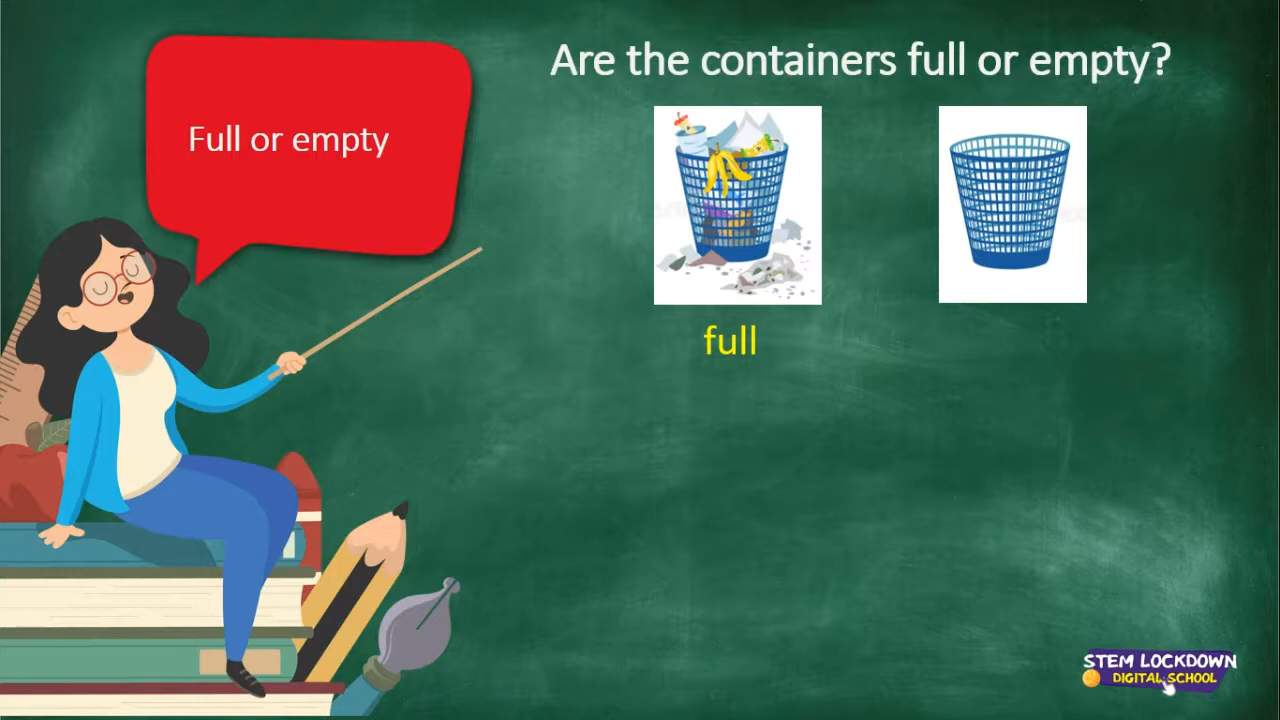 Are the containers full or empty?
Full or empty
full
STEM LOCKDOWN
DIGITAL SCHOOL